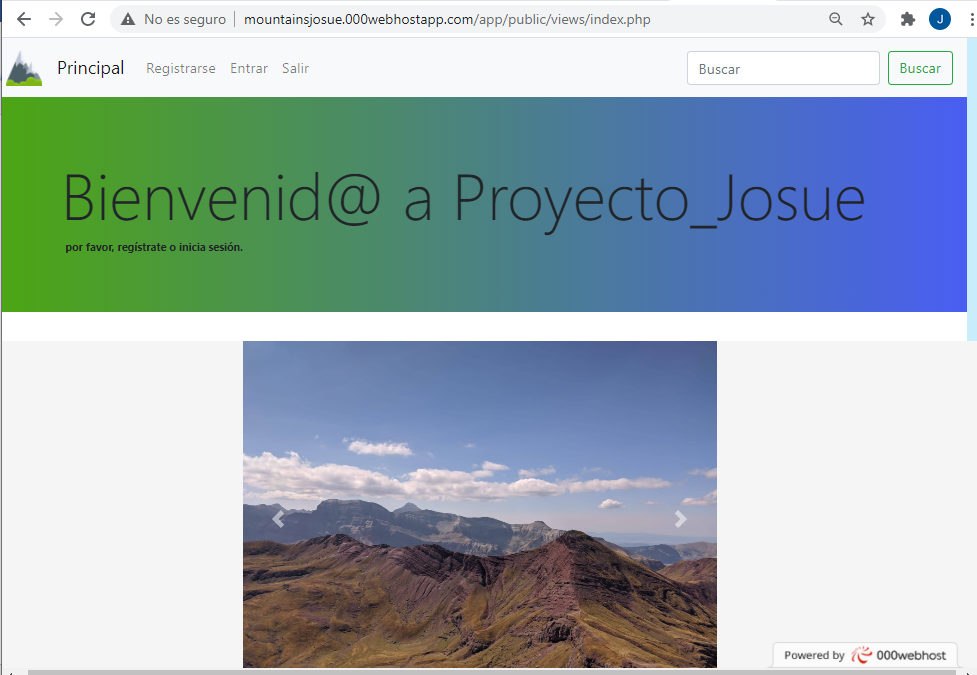 No es seguro mountainsjosue.000webhostapp.com/app/public/views/index.php J
Principal Registrarse Entrar Salir Buscar Buscar
Bienvenid@ a Proyecto_Josue
por favor, regístrate o inicia sesión.
Powered by 000webhost